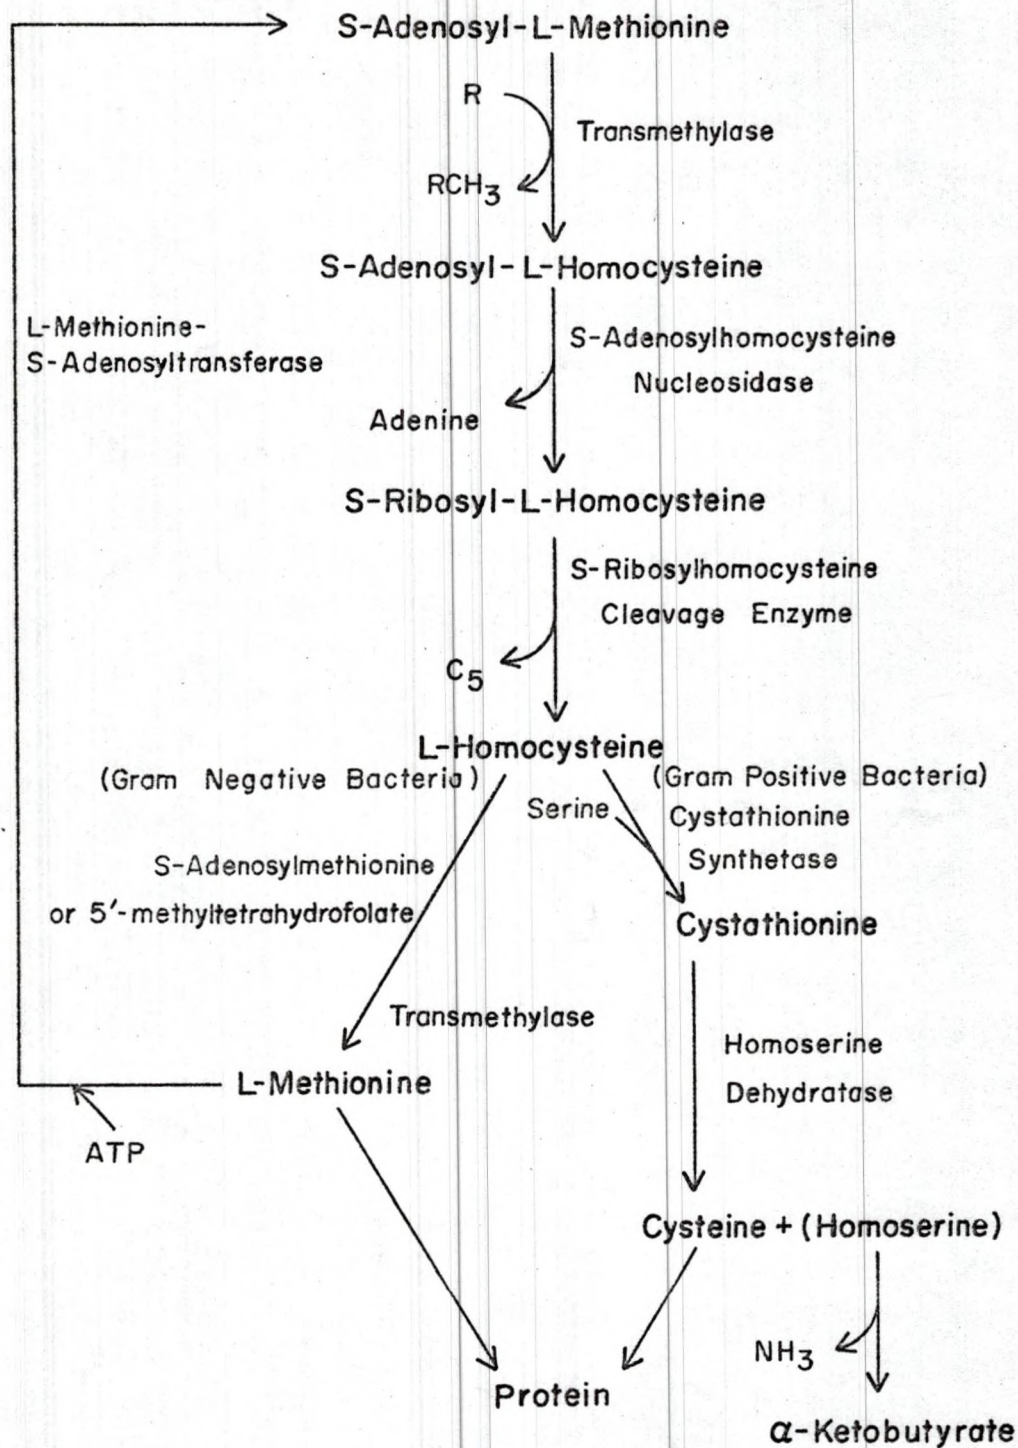 S-Adenosyl-L-Methionine
R
Transmethylase
RCH3
S-Adenosyl-L-Homocysteine
L-Methionine-
S-Adenosyltransferase
S-Adenosylhomocysteine
Nucleosidase
Adenine
S-Ribosyl-L-Homocysteine
S-Ribosylhomocysteine
Cleavage Enzyme
C5
L-Homocysteine
(Gram Negative Bacteria)
(Gram Positive Bacteria)
Serine
Cystathionine
Synthetase
S-Adenosylmethionine
or 5'-methyltetrahydrofolate
Cystathionine
Transmethylase
Homoserine
Dehydratase
L-Methionine
ATP
Cysteine + (Homoserine)
NH3
Protein
α-Ketobutyrate